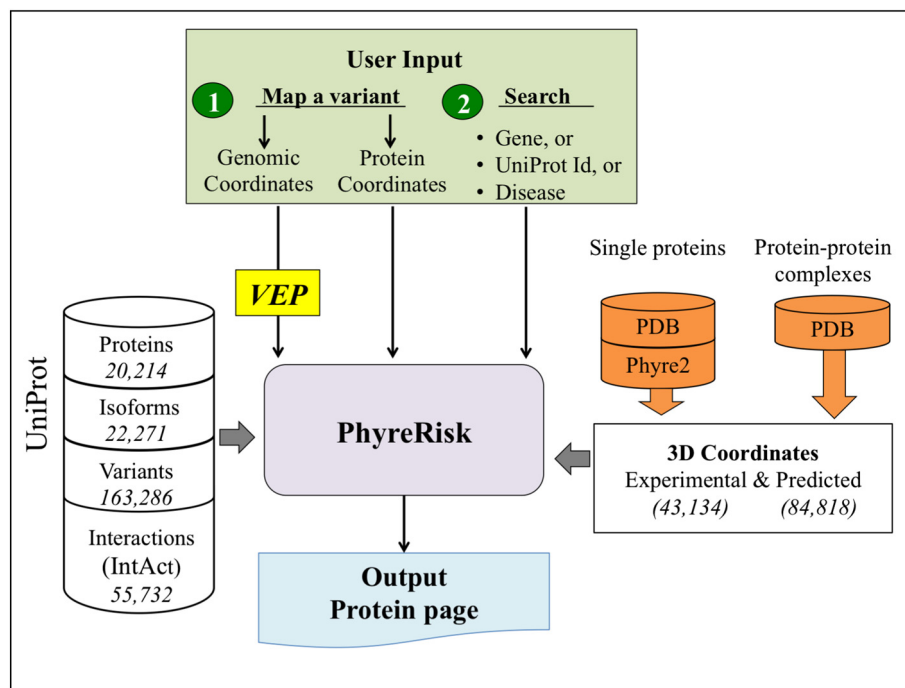 User Input
1 Map a variant
2 Search
Genomic
Coordinates
Protein
Coordinates
• Gene, or
• UniProt Id, or
• Disease
VEP
Single proteins
Protein-protein
complexes
PDB
Phyre2
PDB
UniProt
Proteins
20,214
Isoforms
22,271
Variants
163,286
Interactions
(IntAct)
55,732
PhyreRisk
3D Coordinates
Experimental & Predicted
(43,134) (84,818)
Output
Protein page